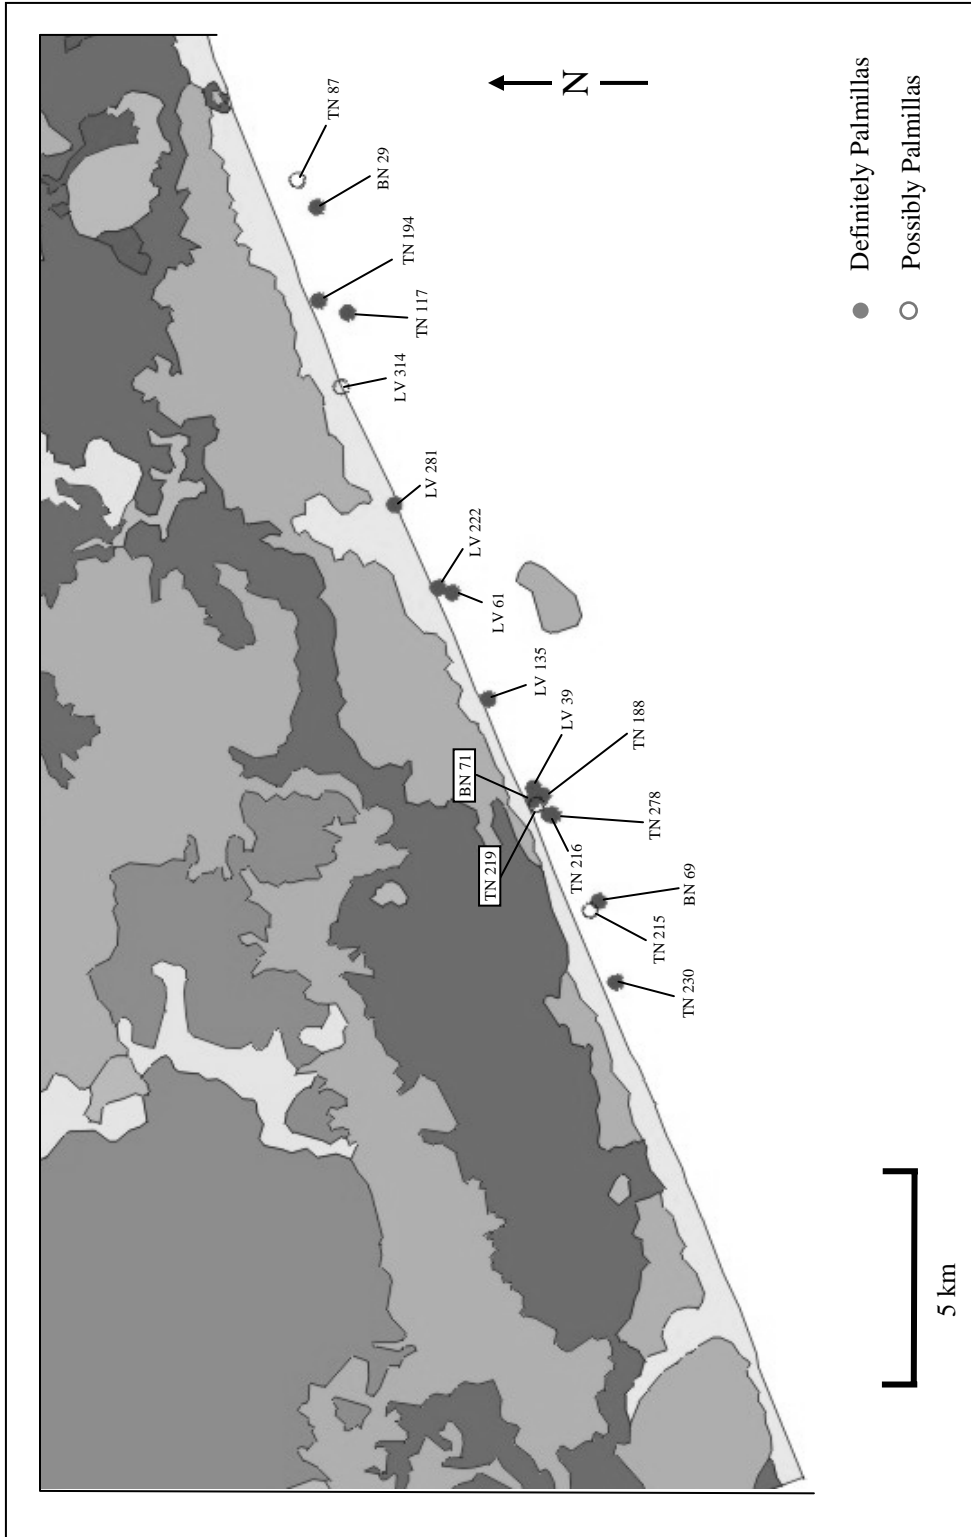 TN 87
BN 29
TN 194
TN 117
LV 314
LV 281
LV 222
LV 61
LV 135
LV 39
TN 188
BN 71
TN 278
TN 216
TN 219
BN 69
TN 215
TN 230
N
Definitely Palmillas
Possibly Palmillas
5 km